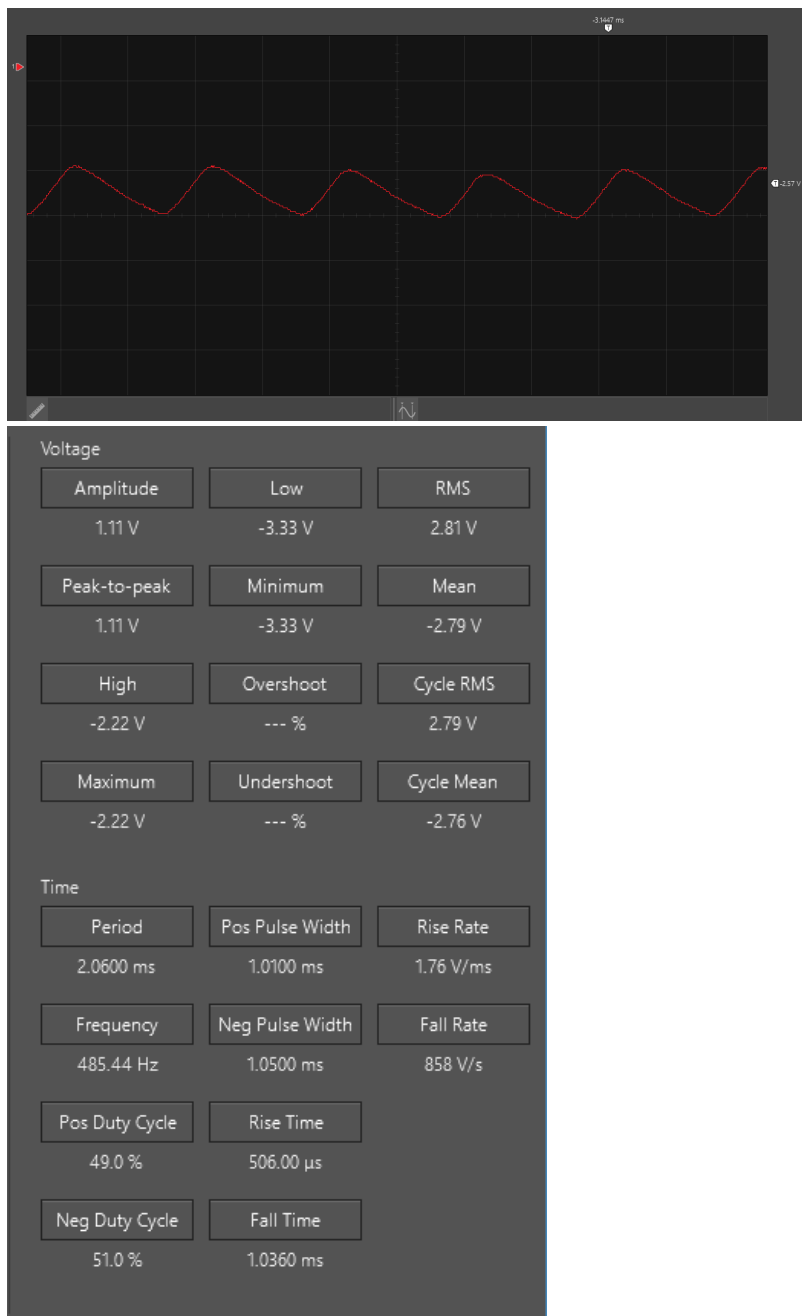 -3.1447 ms
T
1
T -2.57 V
Voltage
Amplitude Low RMS
1.11 V -3.33 V 2.81 V
Peak-to-peak Minimum Mean
1.11 V -3.33 V -2.79 V
High Overshoot Cycle RMS
-2.22 V --- % 2.79 V
Maximum Undershoot Cycle Mean
-2.22 V --- % -2.76 V
Time
Period Pos Pulse Width Rise Rate
2.0600 ms 1.0100 ms 1.76 V/ms
Frequency Neg Pulse Width Fall Rate
485.44 Hz 1.0500 ms 858 V/s
Pos Duty Cycle Rise Time
49.0 % 506.00 µs
Neg Duty Cycle Fall Time
51.0 % 1.0360 ms